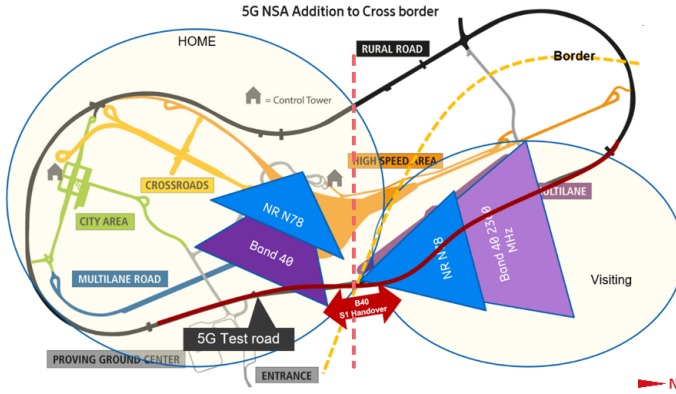 5G NSA Addition to Cross border
HOME
RURAL ROAD
Border
= Control Tower
HIGH SPEED AREA
CROSSROADS
MULTILANE
NR N78
CITY AREA
Band 40
NR N78
Band 40 2300
MHz
MULTILANE ROAD
Visiting
B40
S1 Handover
5G Test road
PROVING GROUND CENTER
ENTRANCE
N